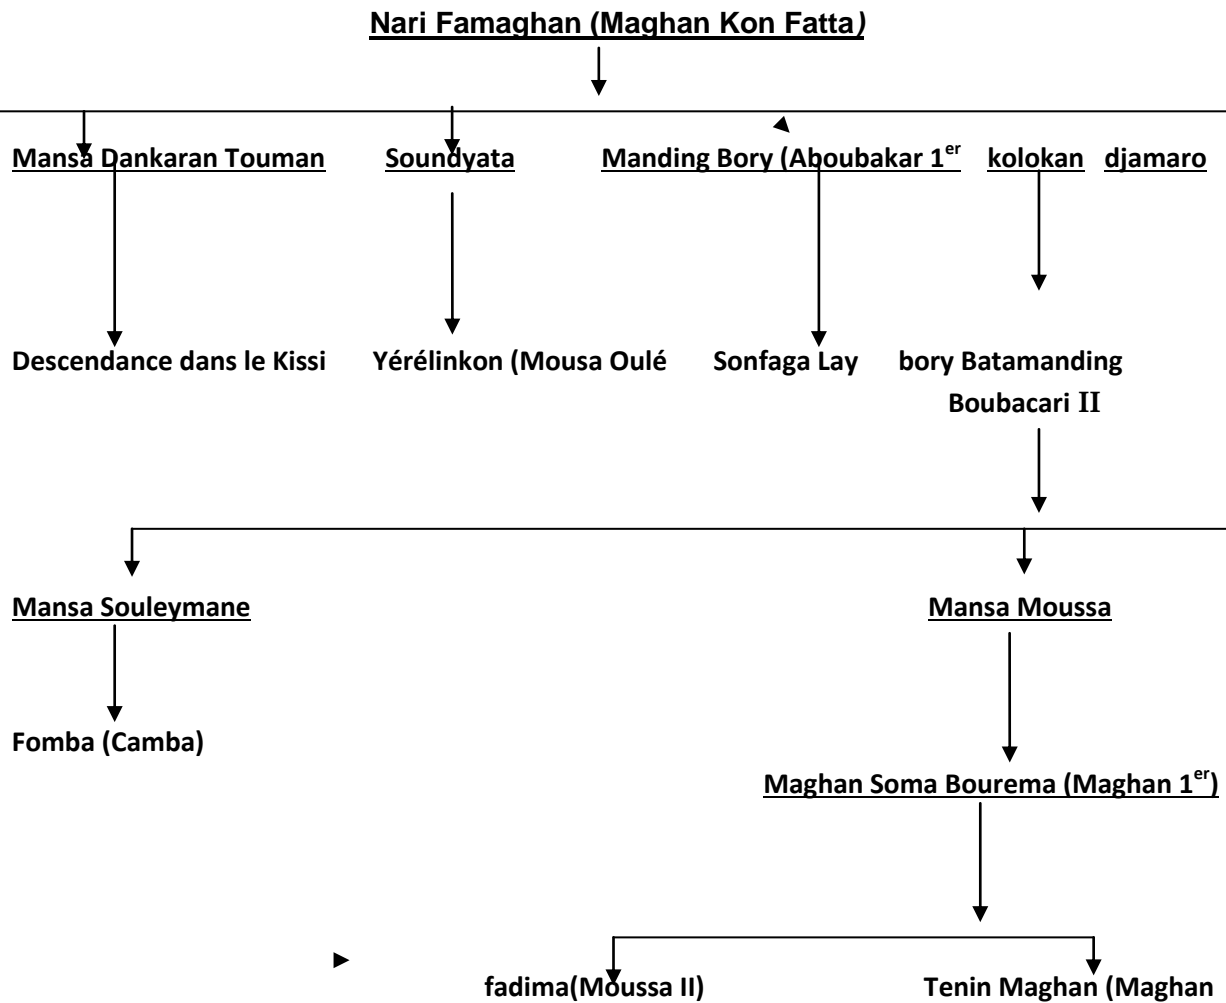 Nari Famaghan (Maghan Kon Fatta)
Mansa Dankaran Touman Soundyata Manding Bory (Aboubakar 1er kolokan djamaro
Descendance dans le Kissi Yérélinkon (Mousa Oulé Sonfaga Lay bory Batamanding
Boubacari II
Mansa Souleymane Mansa Moussa
Fomba (Camba)
Maghan Soma Bourema (Maghan 1er)
fadima(Moussa II) Tenin Maghan (Maghan